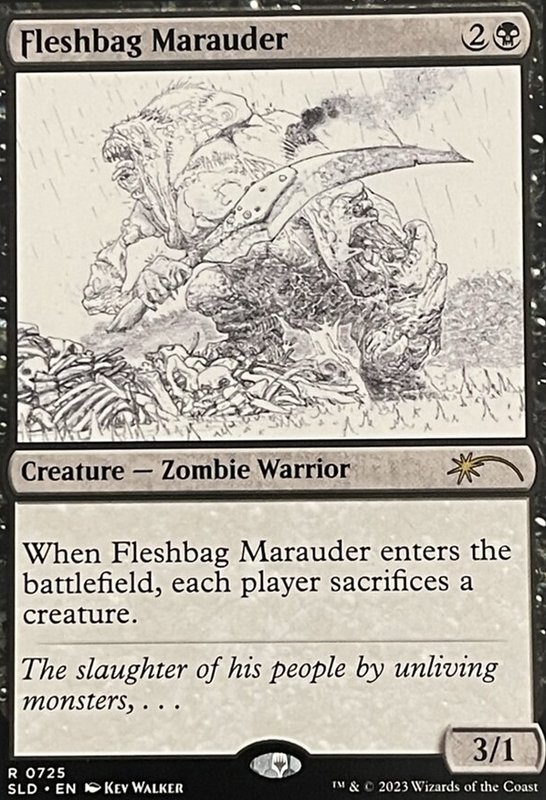 Fleshbag Marauder 2
Creature — Zombie Warrior
When Fleshbag Marauder enters the
battlefield, each player sacrifices a
creature.
The slaughter of his people by unliving
monsters, . . .
3/1
R 0725
SLD • EN Kev Walker
™ & © 2023 Wizards of the Coast